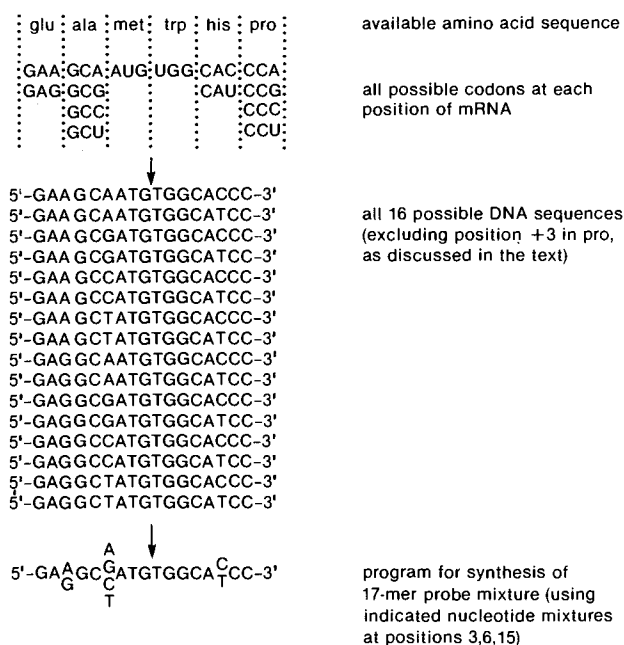 glu ala met trp his pro
available amino acid sequence
GAA GCA AUG UGG CAC CCA
GAG GCG CAU CCG
GCC CCC
GCU CCU
all possible codons at each
position of mRNA
5'-GAAGCAATGTGGCACCC-3'
5'-GAAGCAATGTGGCATCC-3'
5'-GAAGCGATGTGGCACCC-3'
5'-GAAGCGATGTGGCATCC-3'
5'-GAAGCCATGTGGCACCC-3'
5'-GAAGCCATGTGGCATCC-3'
5'-GAAGCTATGTGGCACCC-3'
5'-GAAGCTATGTGGCATCC-3'
5'-GAGGCAATGTGGCACCC-3'
5'-GAGGCAATGTGGCATCC-3'
5'-GAGGCGATGTGGCACCC-3'
5'-GAGGCGATGTGGCATCC-3'
5'-GAGGCCATGTGGCACCC-3'
5'-GAGGCCATGTGGCATCC-3'
5'-GAGGCTATGTGGCACCC-3'
5'-GAGGCTATGTGGCATCC-3'
all 16 possible DNA sequences
(excluding position +3 in pro,
as discussed in the text)
A
A G C
5'-GA GC ATGTGGCA CC-3'
G C T
T
program for synthesis of
17-mer probe mixture (using
indicated nucleotide mixtures
at positions 3,6,15)